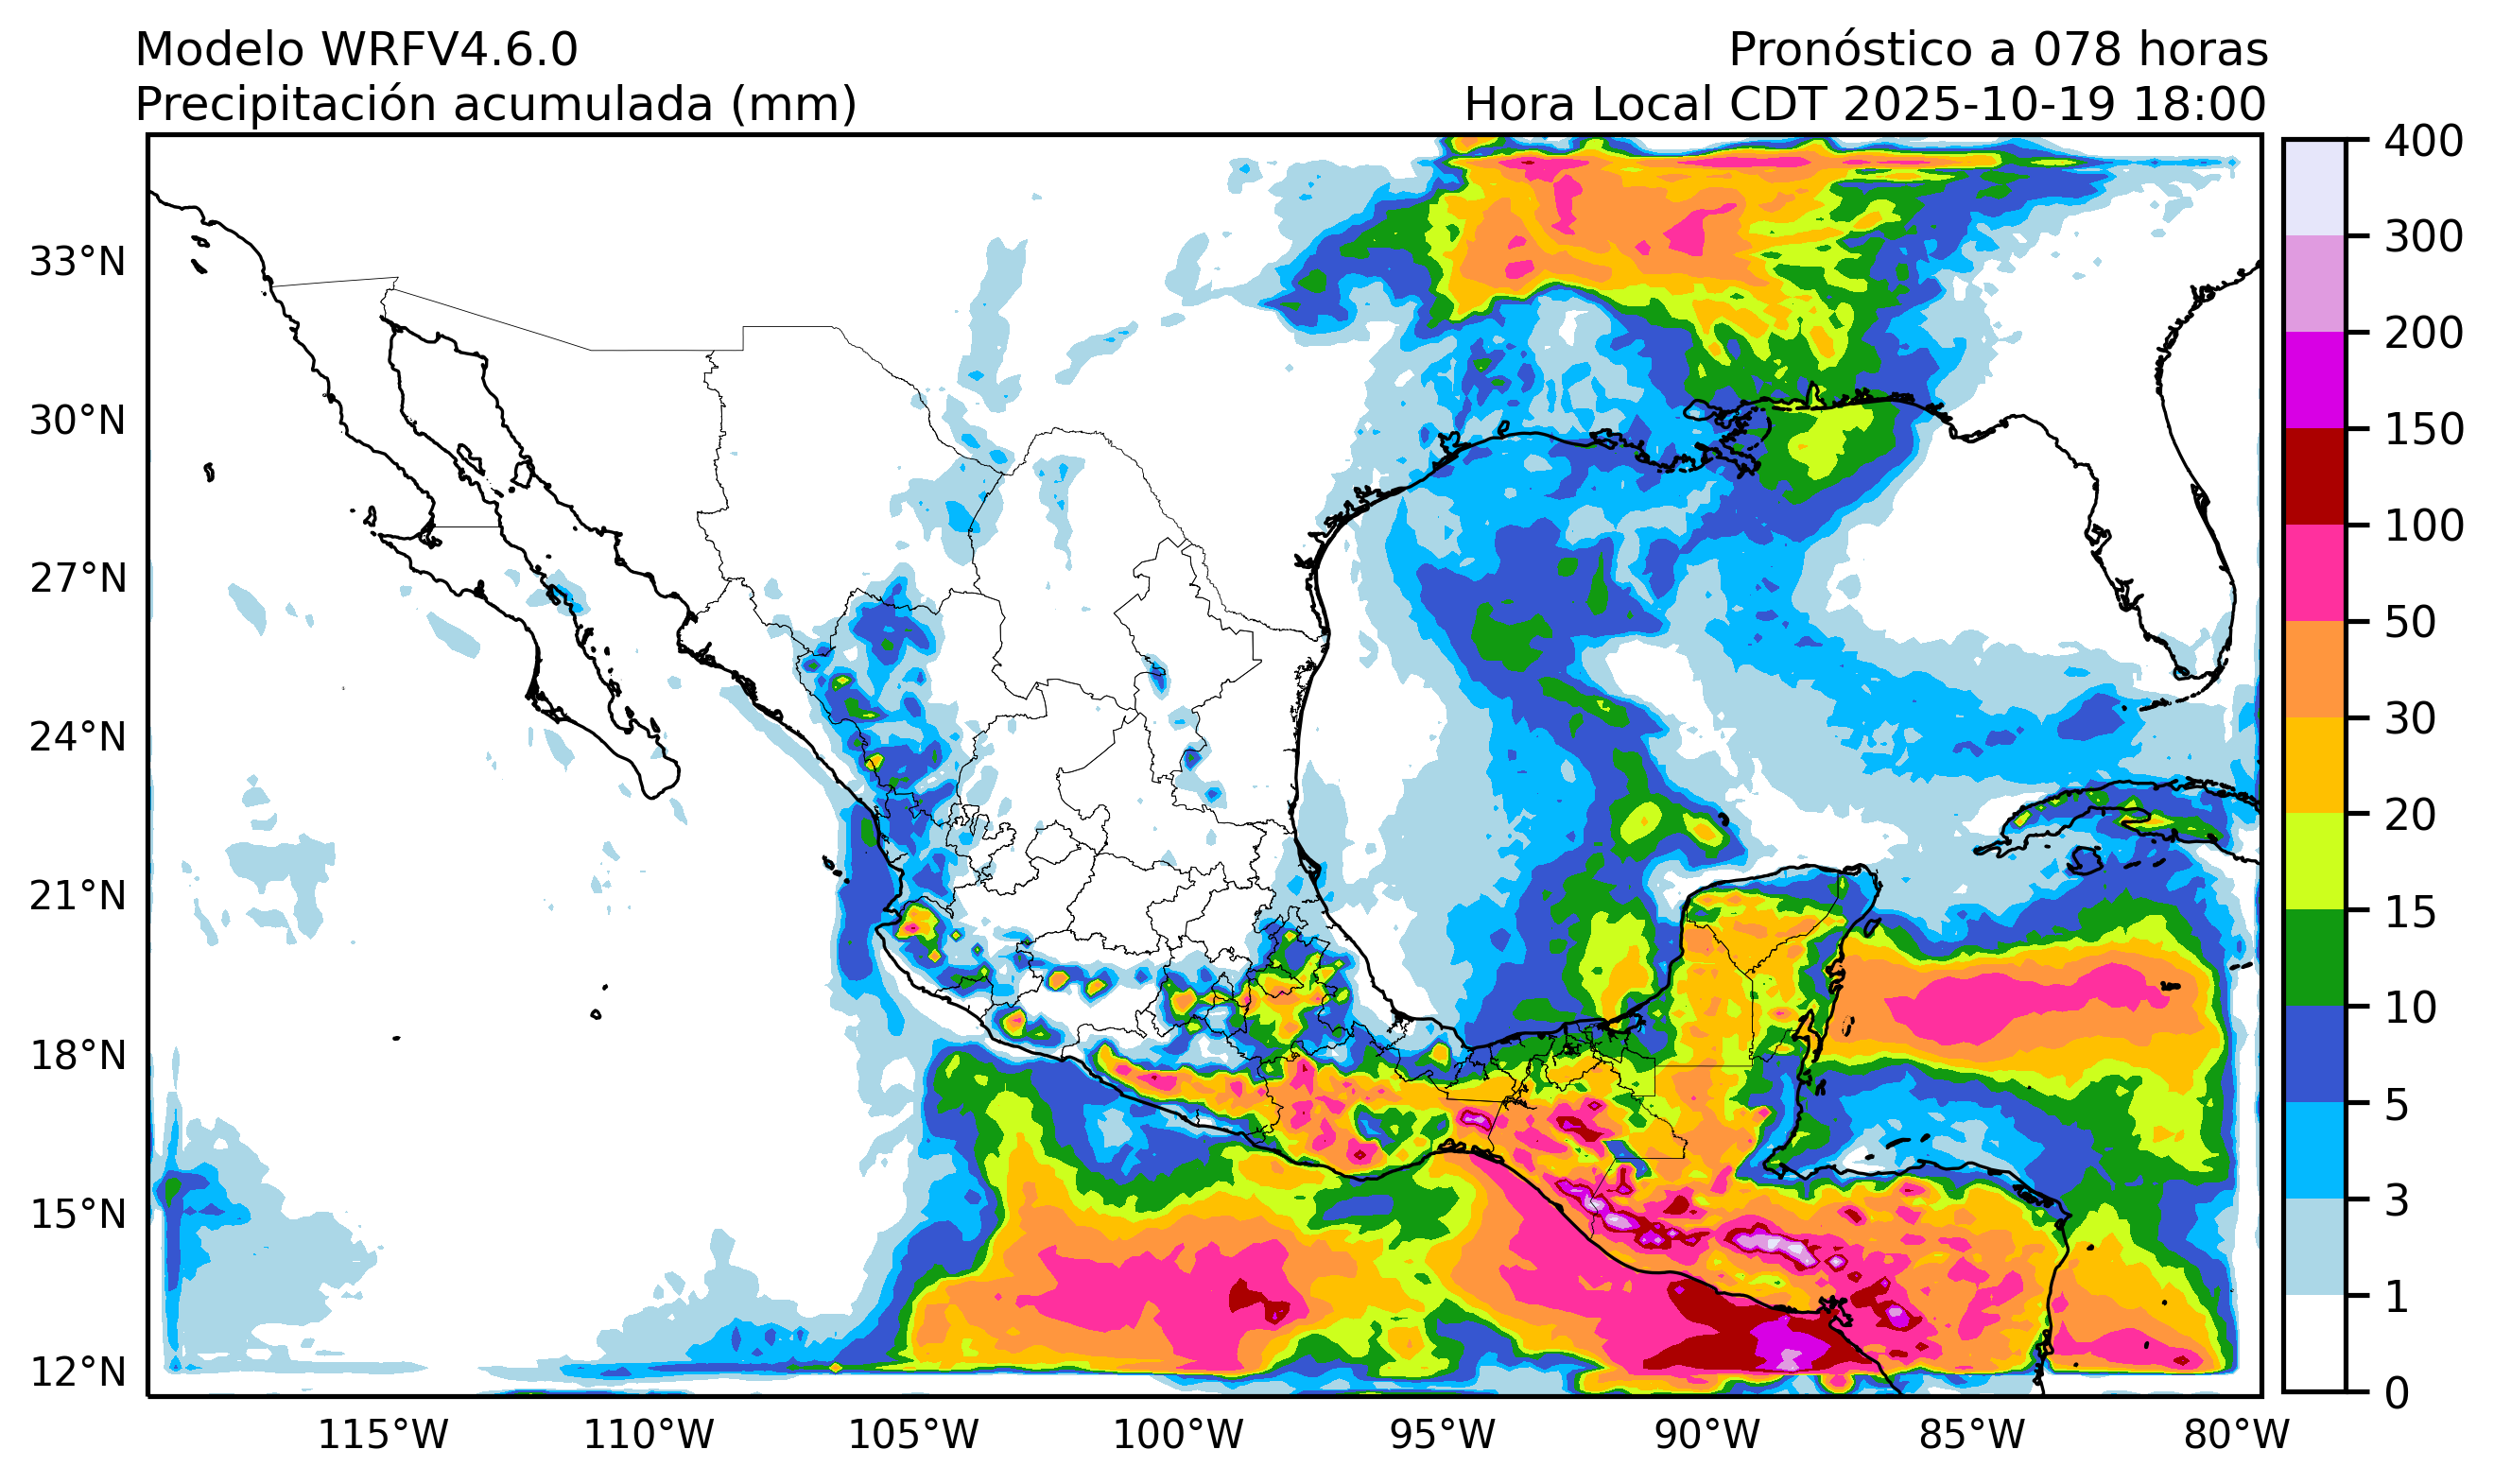 Modelo WRFV4.6.0
Pronóstico a 078 horas
Precipitación acumulada (mm)
Hora Local CDT 2025-10-19 18:00
33°N
30°N
27°N
24°N
21°N
18°N
15°N
12°N
115°W
110°W
105°W
100°W
95°W
90°W
85°W
80°W
400
300
200
150
100
50
30
20
15
10
5
3
1
0